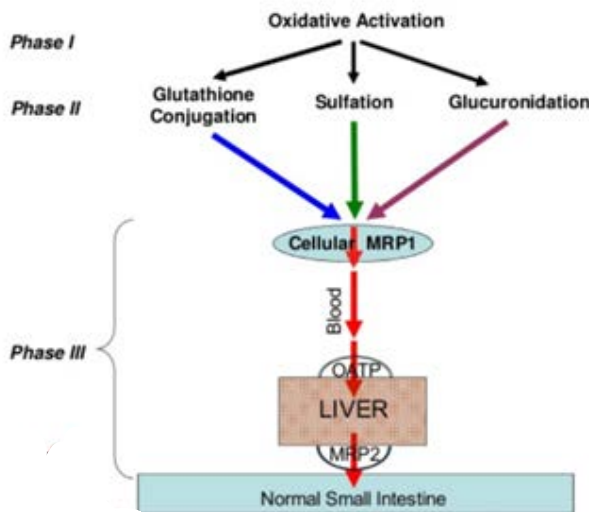 Oxidative Activation
Phase I
Phase II
Glutathione
Conjugation
Sulfation
Glucuronidation
Cellular MRP1
Blood
Phase III
OATP
LIVER
MRP2
Normal Small Intestine